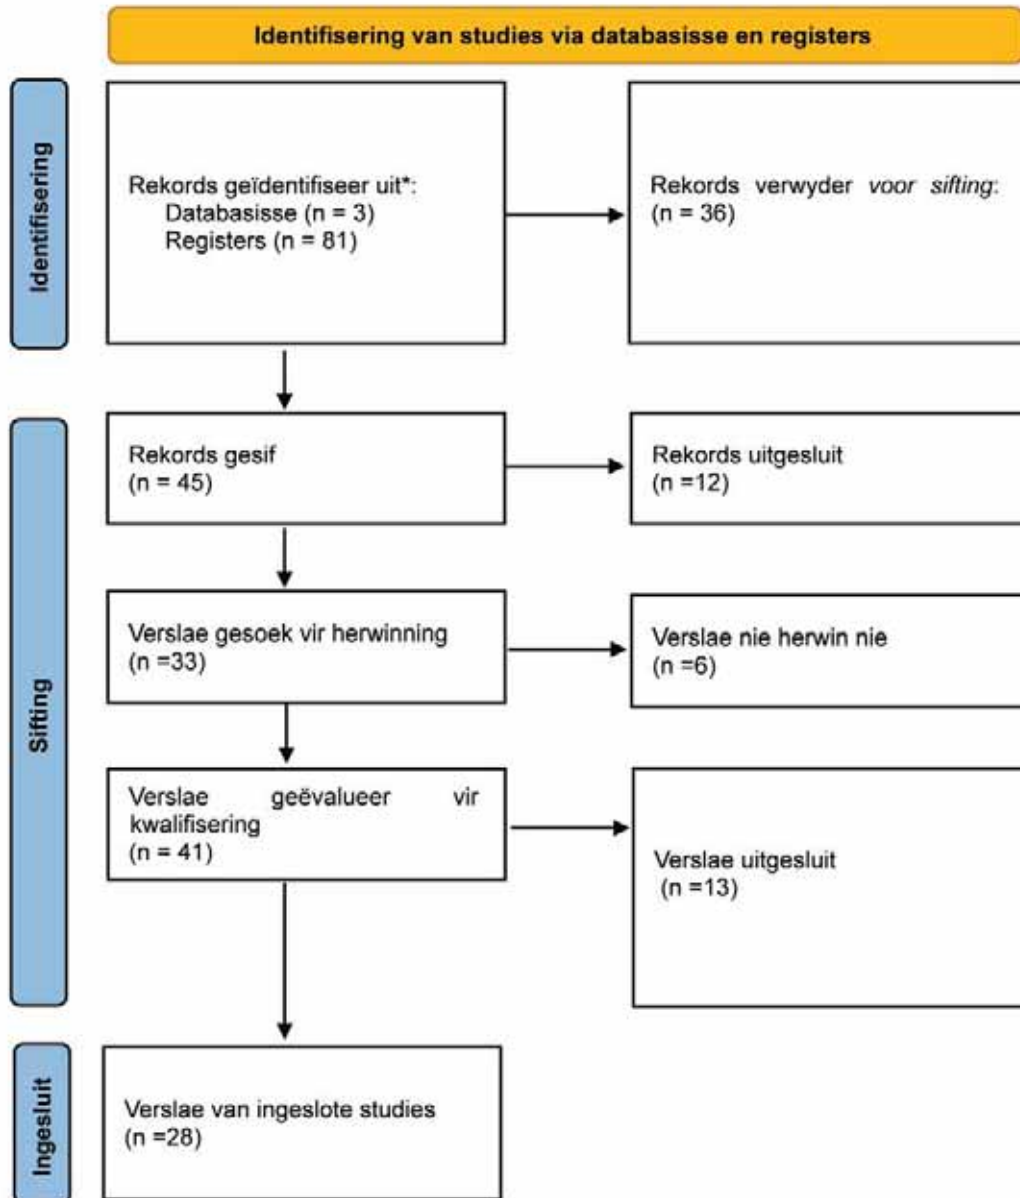 Identifisering van studies via databasisse en registers
Identifisering
Rekords geïdentifiseer uit*:
Databasisse (n = 3)
Registers (n = 81)
Rekords verwyder voor sifting:
(n = 36)
Sifting
Rekords gesif
(n = 45)
Rekords uitgesluit
(n =12)
Verslae gesoek vir herwinning
(n =33)
Verslae nie herwin nie
(n =6)
Verslae geëvalueer vir
kwalifisering
(n = 41)
Verslae uitgesluit
(n =13)
Ingesluit
Verslae van ingeslote studies
(n =28)